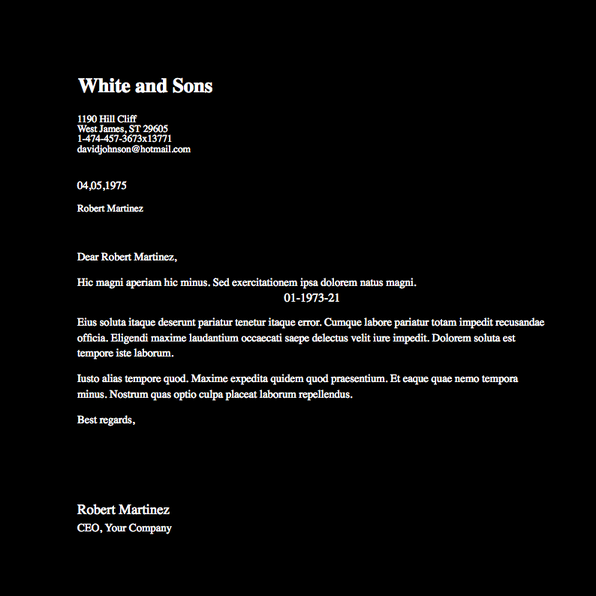 White and Sons
1190 Hill Cliff
West James, ST 29605
1-474-457-3673x13771
davidjohnson@hotmail.com
04,05,1975
Robert Martinez
Dear Robert Martinez,
Hic magni aperiam hic minus. Sed exercitationem ipsa dolorem natus magni.
01-1973-21
Eius soluta itaque deserunt pariatur tenetur itaque error. Cumque labore pariatur totam impedit recusandae
officia. Eligendi maxime laudantium occaecati saepe delectus velit iure impedit. Dolorem soluta est
tempore iste laborum.
Iusto alias tempore quod. Maxime expedita quidem quod praesentium. Et eaque quae nemo tempora
minus. Nostrum quas optio culpa placeat laborum repellendus.
Best regards,
Robert Martinez
CEO, Your Company